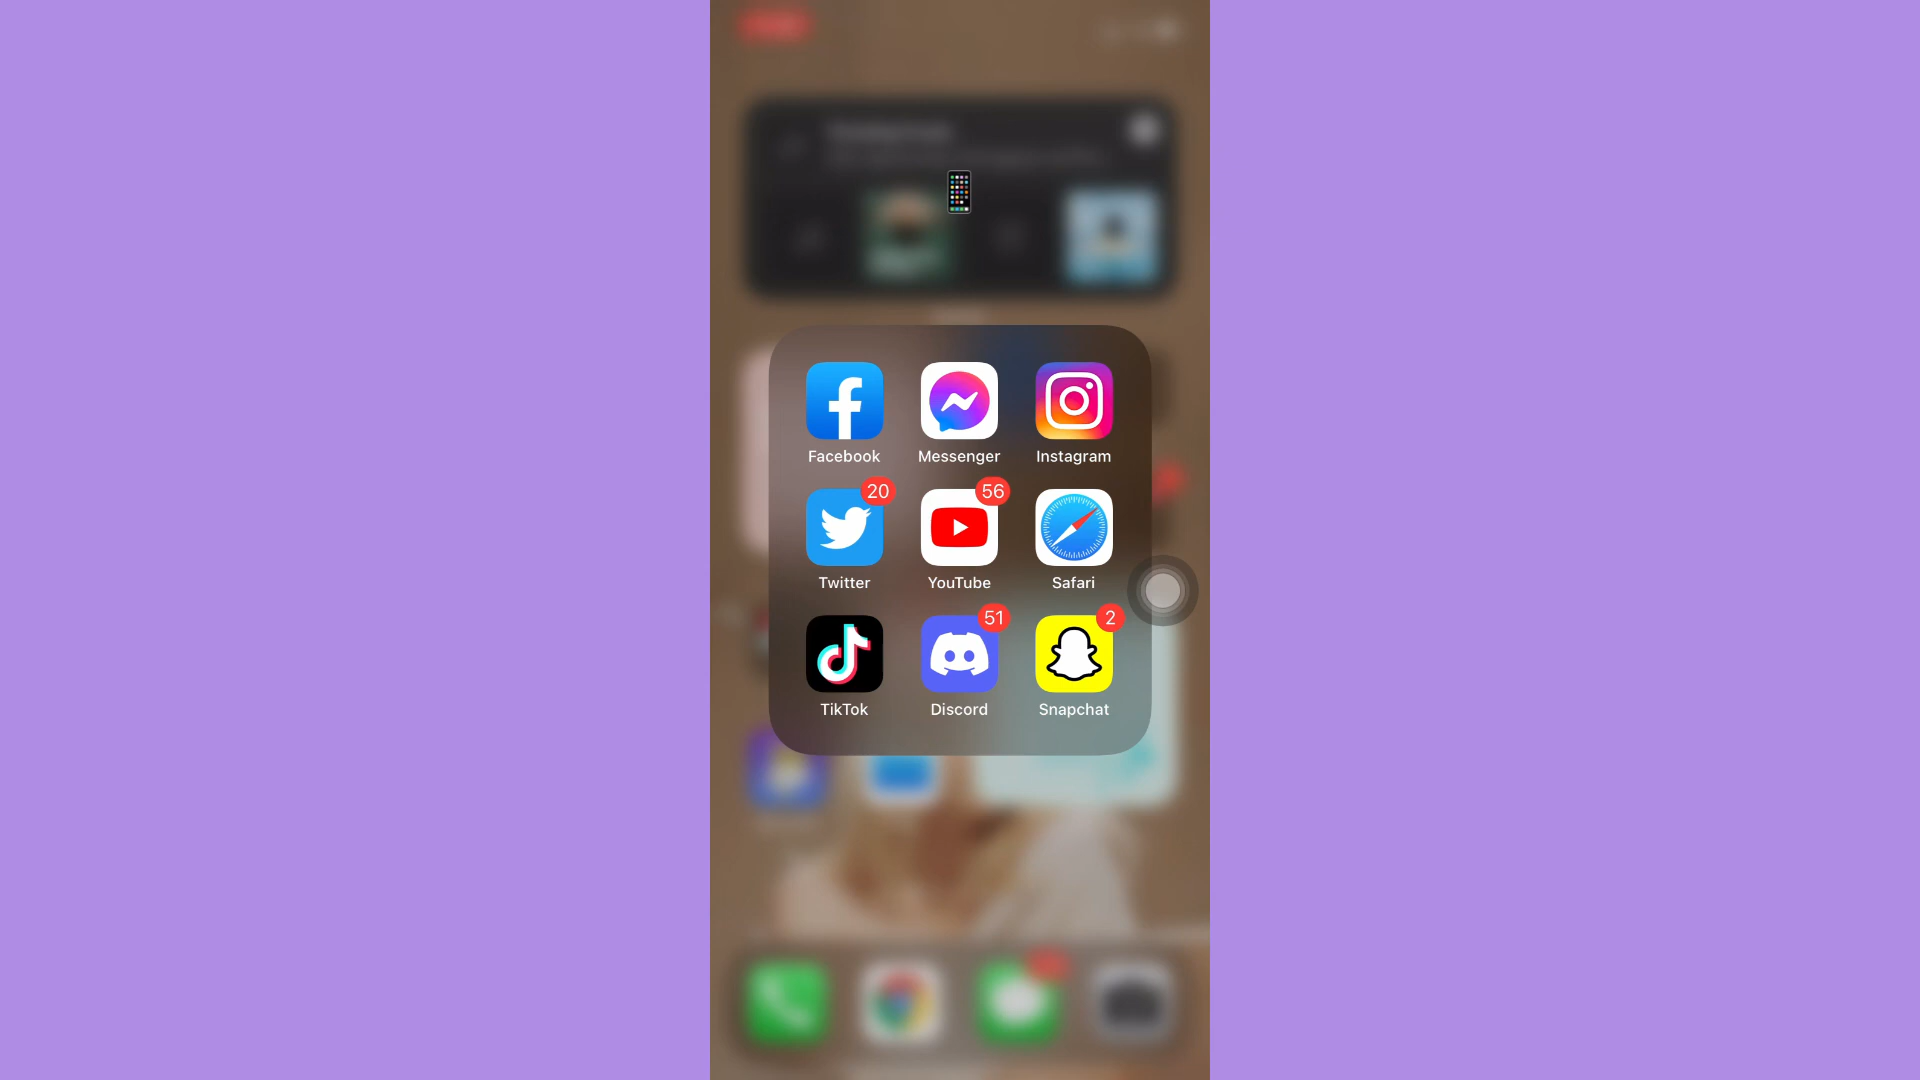 Facebook Messenger Instagram
20 56
Twitter YouTube Safari
51 2
TikTok Discord Snapchat